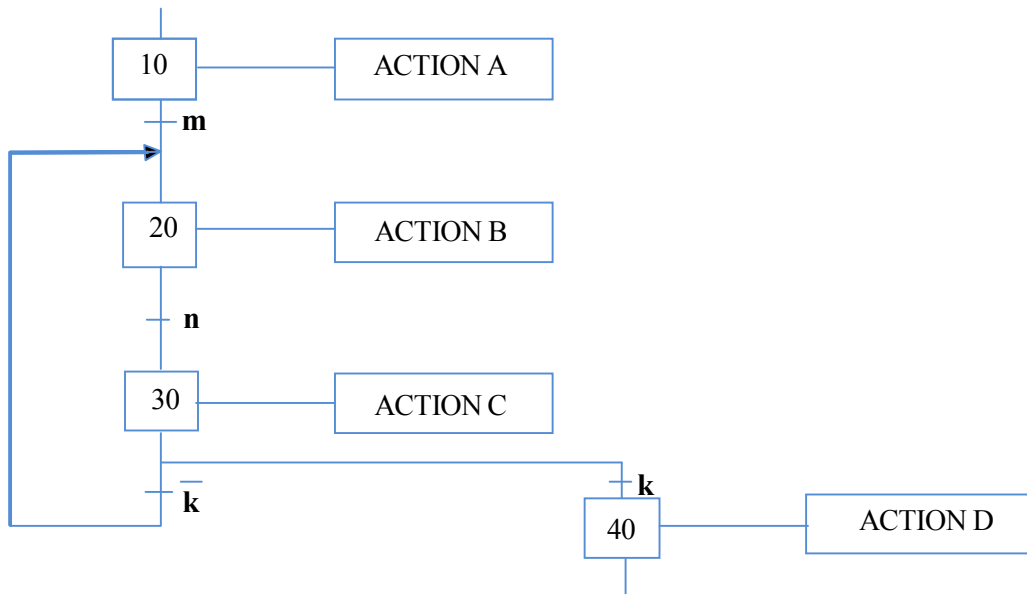 10 ACTION A
m
20 ACTION B
n
30 ACTION C
k̅ k
40 ACTION D